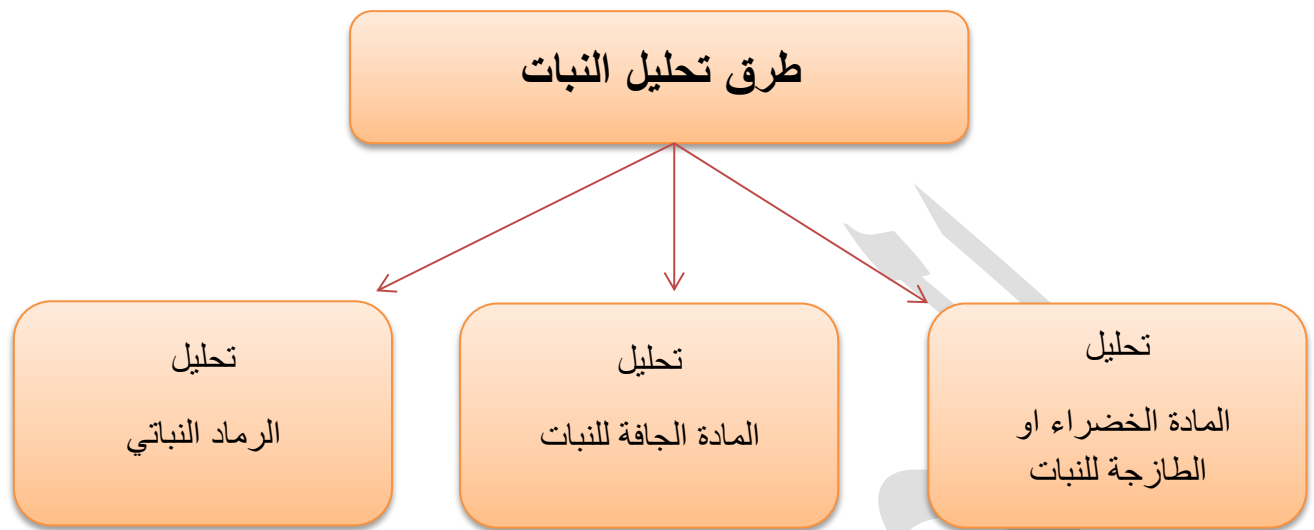 طرق تحليل النبات
تحليل
المادة الخضراء او
الطازجة للنبات
تحليل
المادة الجافة للنبات
تحليل
الرماد النباتي